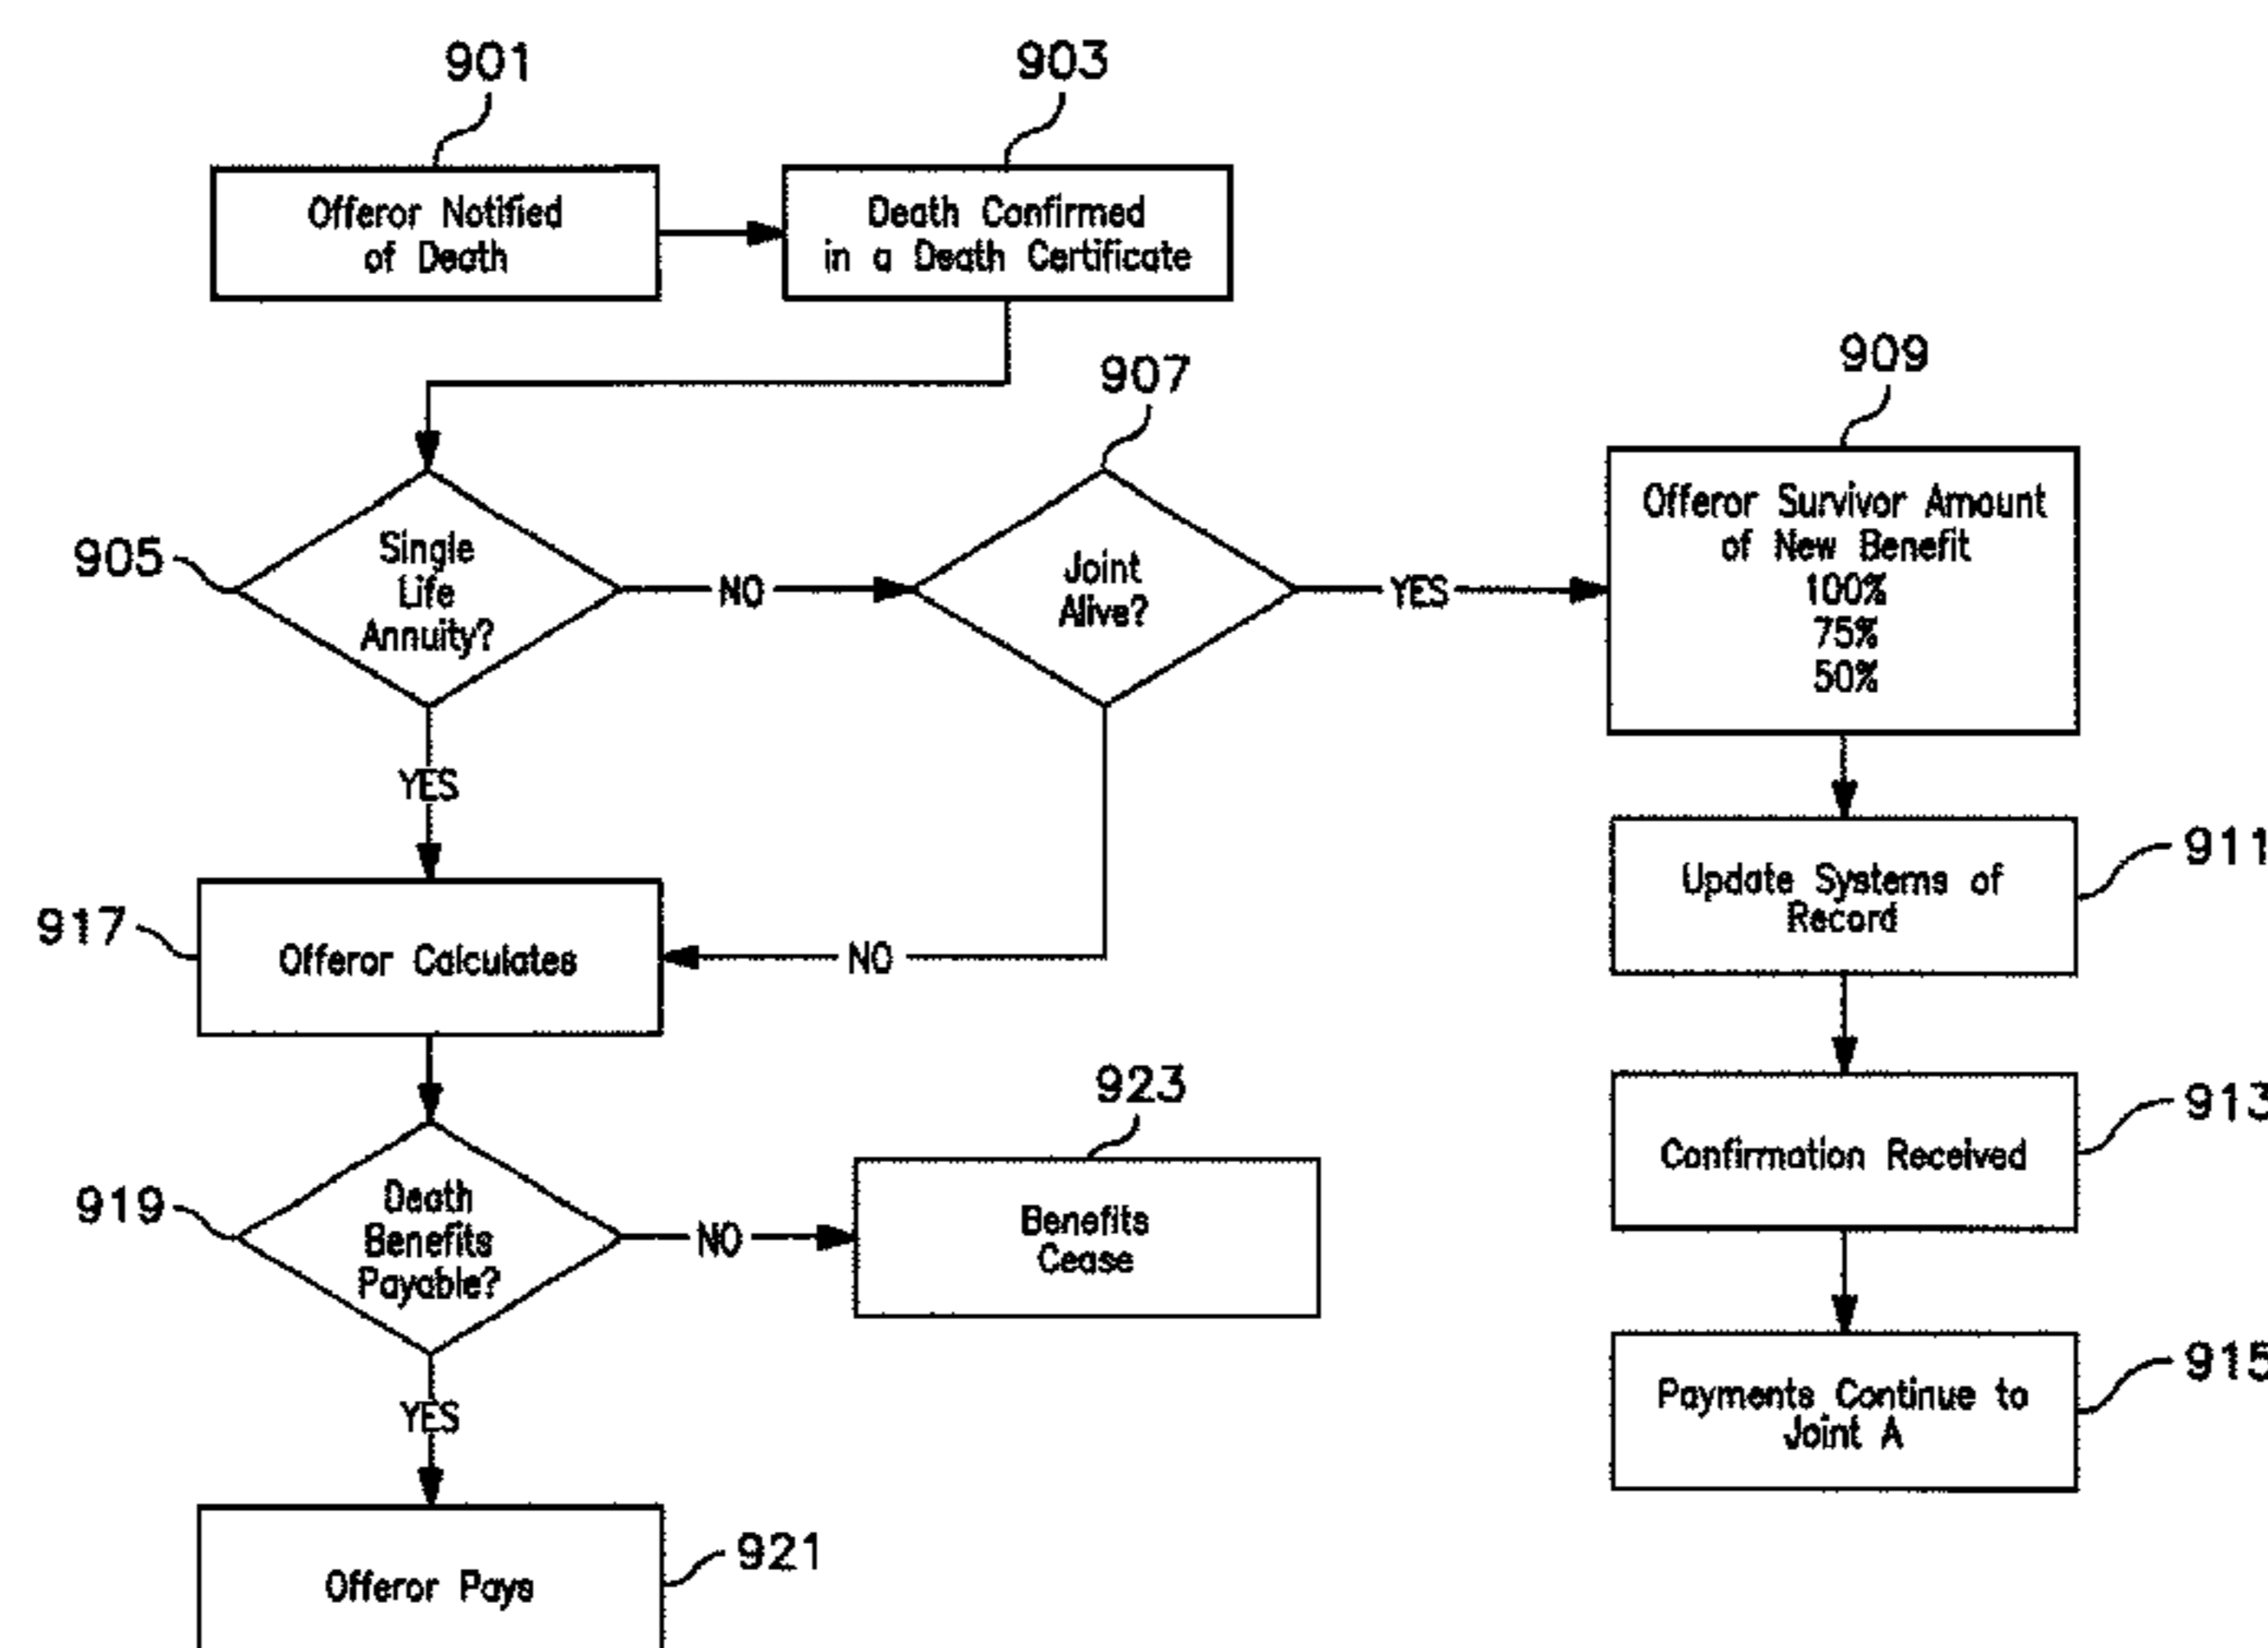 901
903
Offeror Notified
of Death
Death Confirmed
in a Death Certificate
907
909
905
Single
Life
Annuity?
NO
Joint
Alive?
YES
Offeror Survivor Amount
of New Benefit
100%
75%
50%
YES
911
Update Systems of
Record
917
Offeror Calculates
NO
923
913
Confirmation Received
919
Death
Benefits
Payable?
NO
Benefits
Cease
915
Payments Continue to
Joint A
YES
921
Offeror Pays